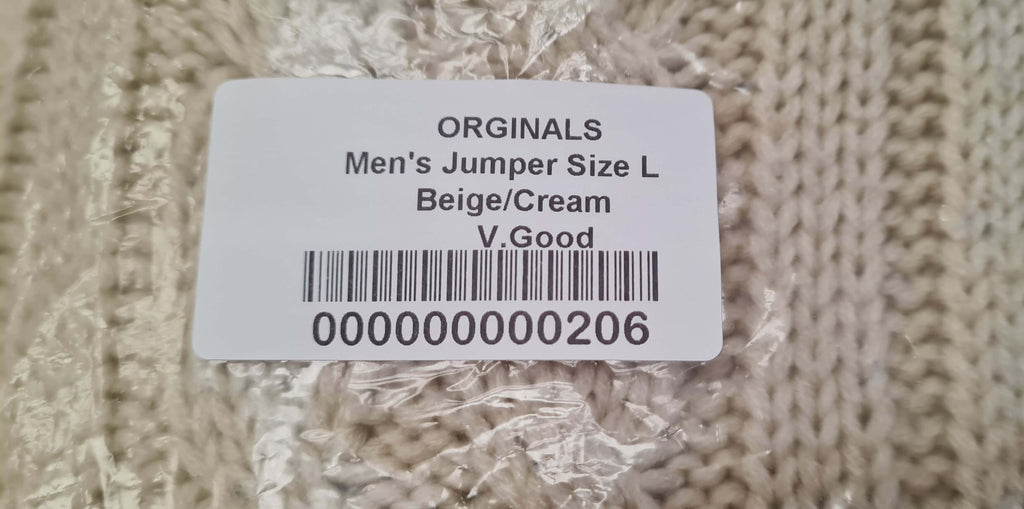 ORGINALS
Men's Jumper Size L
Beige/Cream
V.Good
000000000206